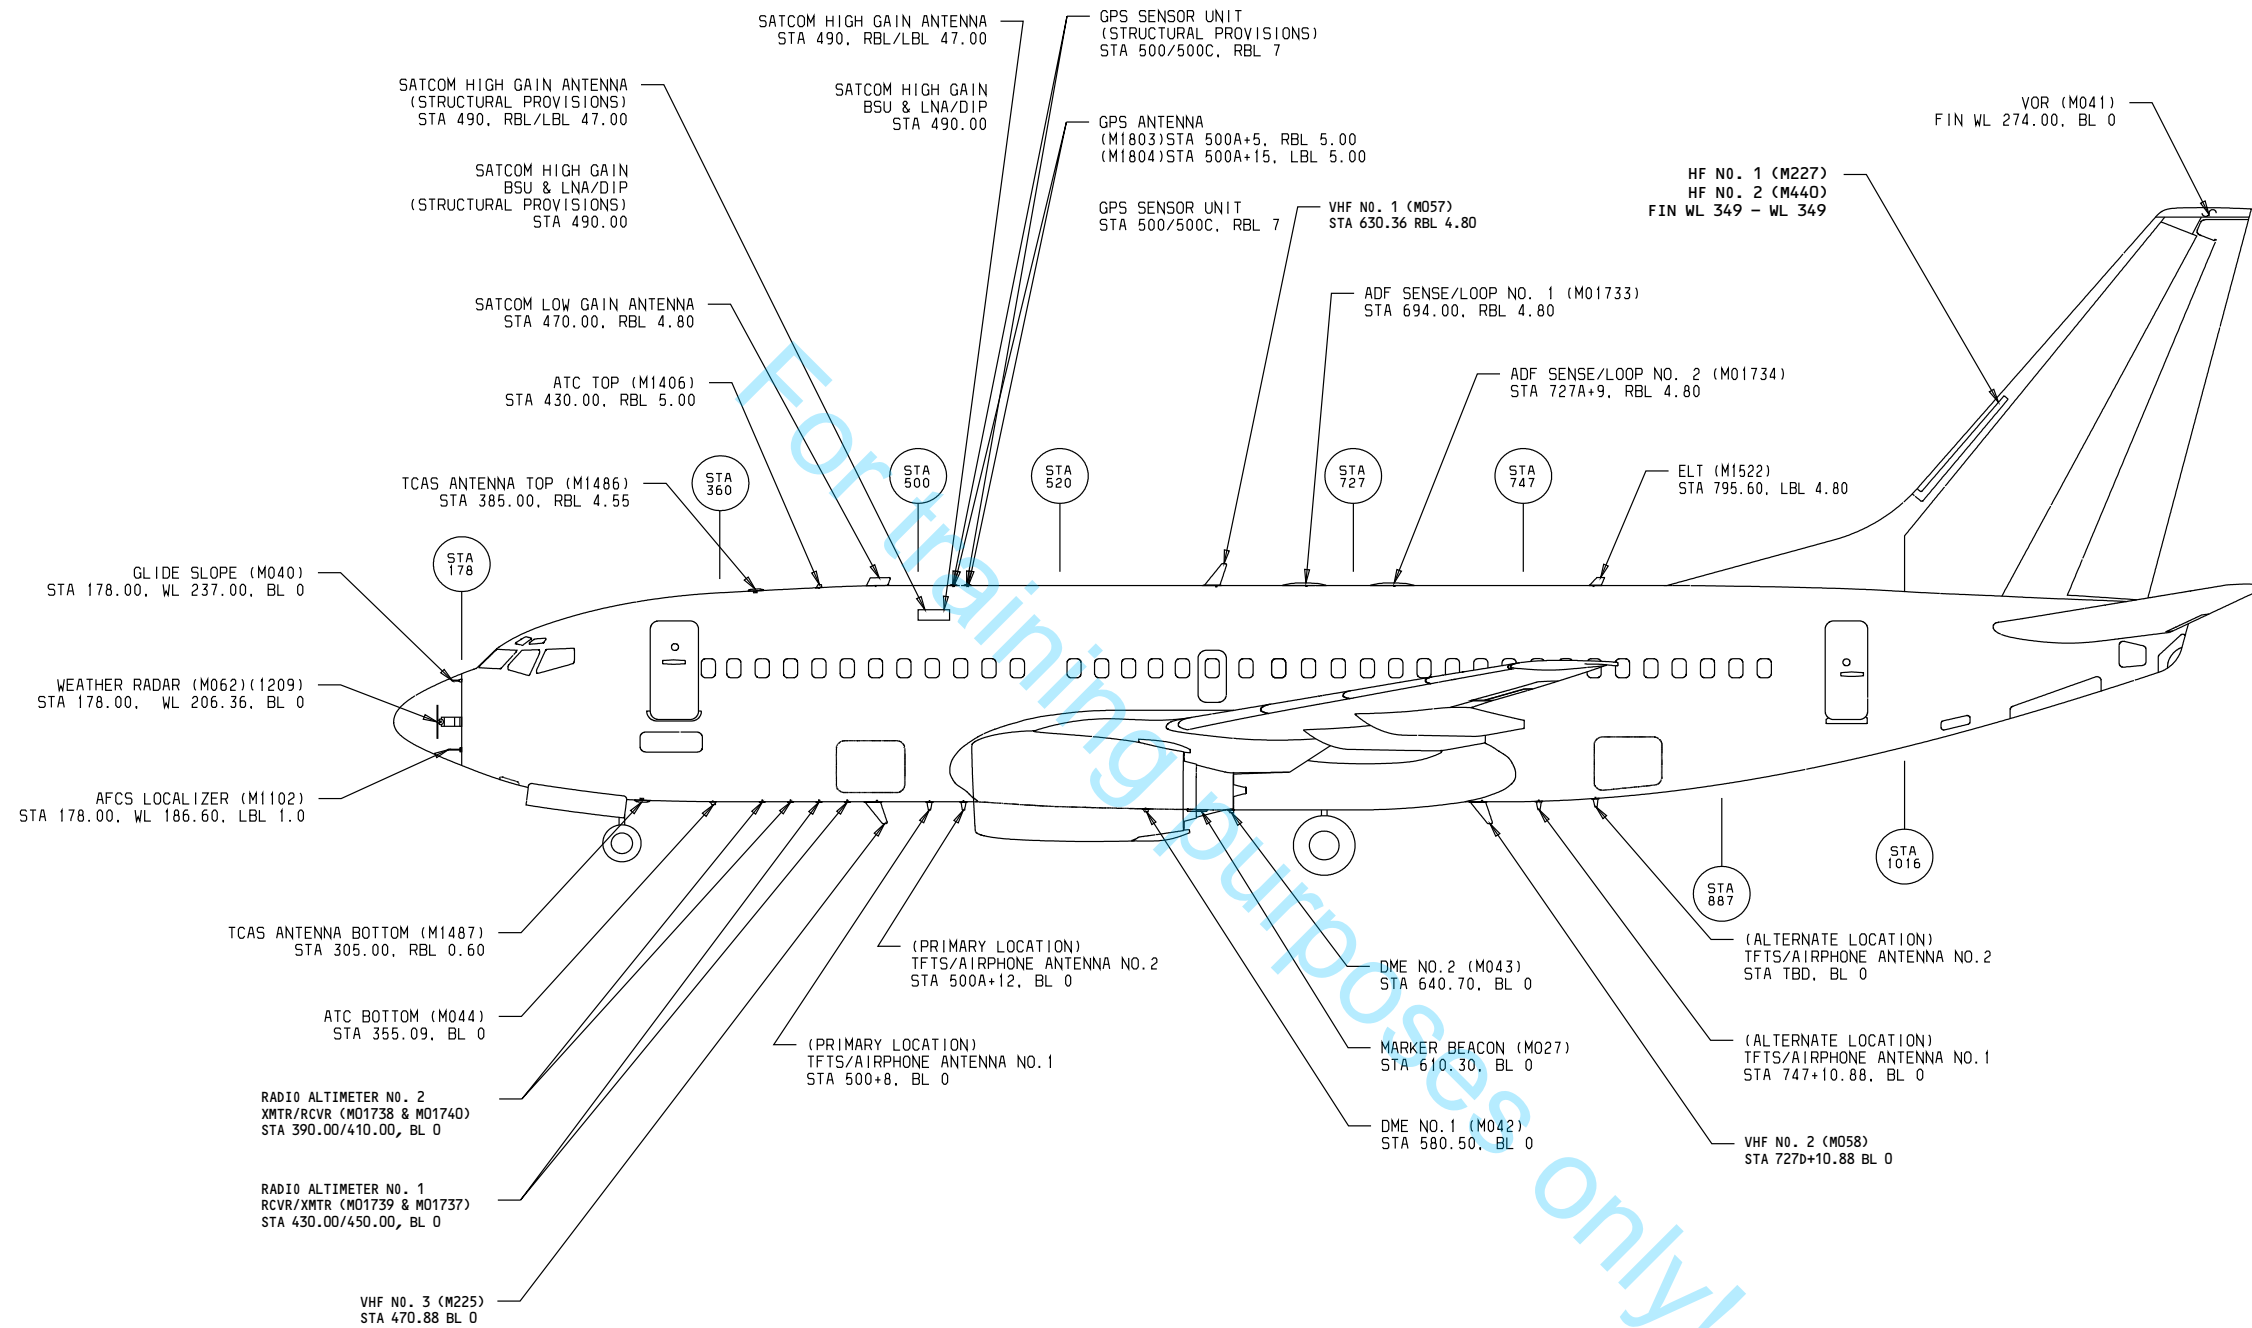 SATCOM HIGH GAIN ANTENNA
STA 490, RBL/LBL 47.00
GPS SENSOR UNIT
(STRUCTURAL PROVISIONS)
STA 500/500C, RBL 7
SATCOM HIGH GAIN ANTENNA
(STRUCTURAL PROVISIONS)
STA 490, RBL/LBL 47.00
SATCOM HIGH GAIN
BSU & LNA/DIP
STA 490.00
GPS ANTENNA
(M1803)STA 500A+5, RBL 5.00
(M1804)STA 500A+15, LBL 5.00
VOR (M041)
FIN WL 274.00, BL 0
SATCOM HIGH GAIN
BSU & LNA/DIP
(STRUCTURAL PROVISIONS)
STA 490.00
GPS SENSOR UNIT
STA 500/500C, RBL 7
VHF NO. 1 (M057)
STA 630.36 RBL 4.80
HF NO. 1 (M227)
HF NO. 2 (M440)
FIN WL 349 - WL 349
SATCOM LOW GAIN ANTENNA
STA 470.00, RBL 4.80
ADF SENSE/LOOP NO. 1 (M01733)
STA 694.00, RBL 4.80
ATC TOP (M1406)
STA 430.00, RBL 5.00
ADF SENSE/LOOP NO. 2 (M01734)
STA 727A+9, RBL 4.80
TCAS ANTENNA TOP (M1486)
STA 385.00, RBL 4.55
STA
360
STA
500
STA
520
STA
727
STA
747
ELT (M1522)
STA 795.60, LBL 4.80
STA
178
GLIDE SLOPE (M040)
STA 178.00, WL 237.00, BL 0
WEATHER RADAR (M062)(1209)
STA 178.00, WL 206.36, BL 0
AFCS LOCALIZER (M1102)
STA 178.00, WL 186.60, LBL 1.0
STA
1016
STA
887
TCAS ANTENNA BOTTOM (M1487)
STA 305.00, RBL 0.60
(PRIMARY LOCATION)
TFTS/AIRPHONE ANTENNA NO.2
STA 500A+12, BL 0
DME NO.2 (M043)
STA 640.70, BL 0
(ALTERNATE LOCATION)
TFTS/AIRPHONE ANTENNA NO.2
STA TBD, BL 0
ATC BOTTOM (M044)
STA 355.09, BL 0
(PRIMARY LOCATION)
TFTS/AIRPHONE ANTENNA NO.1
STA 500+8, BL 0
MARKER BEACON (M027)
STA 610.30, BL 0
(ALTERNATE LOCATION)
TFTS/AIRPHONE ANTENNA NO.1
STA 747+10.88, BL 0
RADIO ALTIMETER NO. 2
XMTR/RCVR (M01738 & M01740)
STA 390.00/410.00, BL 0
DME NO.1 (M042)
STA 580.50, BL 0
VHF NO. 2 (M058)
STA 727D+10.88 BL 0
RADIO ALTIMETER NO. 1
RCVR/XMTR (M01739 & M01737)
STA 430.00/450.00, BL 0
VHF NO. 3 (M225)
STA 470.88 BL 0
For training purposes only!